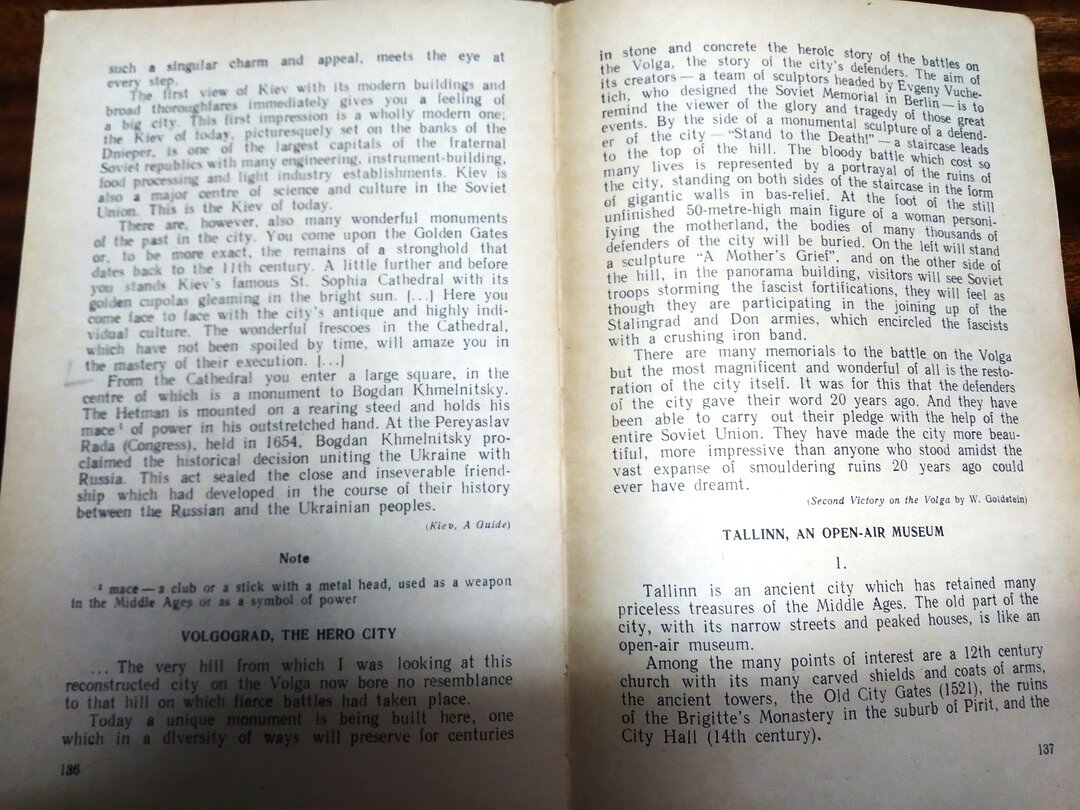 such a singular charm and appeal, meets the eye at
every step.
The first view of Kiev with its modern buildings and
broad thoroughfares immediately gives you a feeling of
a big city. This first impression is a wholly modern one;
the Kiev of today, picturesquely set on the banks of the
Dnieper, is one of the largest capitals of the fraternal
Soviet republics with many engineering, instrument-building,
food processing and light industry establishments. Kiev is
also a major centre of science and culture in the Soviet
Union. This is the Kiev of today.
There are, however, also many wonderful monuments
of the past in the city. You come upon the Golden Gates
or, to be more exact, the remains of a stronghold that
dates back to the 11th century. A little further and before
you stands Kiev's famous St. Sophia Cathedral with its
golden cupolas gleaming in the bright sun. [...] Here you
come face to face with the city's antique and highly indi-
vidual culture. The wonderful frescoes in the Cathedral,
which have not been spoiled by time, will amaze you in
the mastery of their execution. [...]
From the Cathedral you enter a large square, in the
centre of which is a monument to Bogdan Khmelnitsky.
The Hetman is mounted on a rearing steed and holds his
mace¹ of power in his outstretched hand. At the Pereyaslav
Rada (Congress), held in 1654, Bogdan Khmelnitsky pro-
claimed the historical decision uniting the Ukraine with
Russia. This act sealed the close and inseverable friend-
ship which had developed in the course of their history
between the Russian and the Ukrainian peoples.
(Kiev. A Guide)
Note
¹ mace — a club or a stick with a metal head, used as a weapon
in the Middle Ages or as a symbol of power
VOLGOGRAD, THE HERO CITY
... The very hill from which I was looking at this
reconstructed city on the Volga now bore no resemblance
to that hill on which fierce battles had taken place.
Today a unique monument is being built here, one
which in a diversity of ways will preserve for centuries
136
in stone and concrete the heroic story of the battles on
the Volga, the story of the city's defenders. The aim of
its creators — a team of sculptors headed by Evgeny Vuche-
tich, who designed the Soviet Memorial in Berlin — is to
remind the viewer of the glory and tragedy of those great
events. By the side of a monumental sculpture of a defend-
er of the city — "Stand to the Death!" — a staircase leads
to the top of the hill. The bloody battle which cost so
many lives is represented by a portrayal of the ruins of
the city, standing on both sides of the staircase in the form
of gigantic walls in bas-relief. At the foot of the still
unfinished 50-metre-high main figure of a woman personi-
fying the motherland, the bodies of many thousands of
defenders of the city will be buried. On the left will stand
a sculpture "A Mother's Grief", and on the other side of
the hill, in the panorama building, visitors will see Soviet
troops storming the fascist fortifications, they will feel as
though they are participating in the joining up of the
Stalingrad and Don armies, which encircled the fascists
with a crushing iron band.
There are many memorials to the battle on the Volga
but the most magnificent and wonderful of all is the resto-
ration of the city itself. It was for this that the defenders
of the city gave their word 20 years ago. And they have
been able to carry out their pledge with the help of the
entire Soviet Union. They have made the city more beau-
tiful, more impressive than anyone who stood amidst the
vast expanse of smouldering ruins 20 years ago could
ever have dreamt.
(Second Victory on the Volga by W. Goldstein)
TALLINN, AN OPEN-AIR MUSEUM
1.
Tallinn is an ancient city which has retained many
priceless treasures of the Middle Ages. The old part of the
city, with its narrow streets and peaked houses, is like an
open-air museum.
Among the many points of interest are a 12th century
church with its many carved shields and coats of arms,
the ancient towers, the Old City Gates (1521), the ruins
of the Brigitte's Monastery in the suburb of Pirit, and the
City Hall (14th century).
137